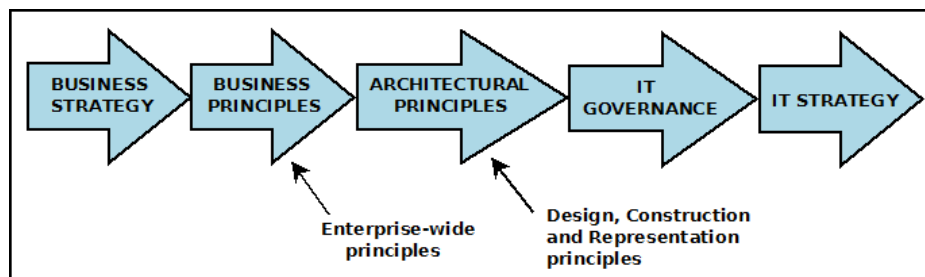 BUSINESS
STRATEGY
BUSINESS
PRINCIPLES
ARCHITECTURAL
PRINCIPLES
IT
GOVERNANCE
IT STRATEGY
Enterprise-wide
principles
Design, Construction
and Representation
principles